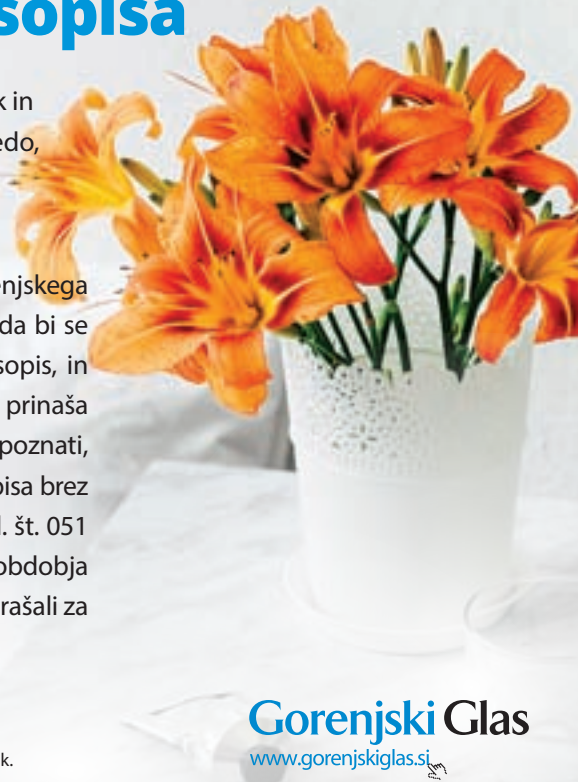 sopisa
k in
edo,
enjskega
da bi se
sopis, in
prinaša
poznati,
pisa brez
l. št. 051
obdobja
rašali za
k.
Gorenjski Glas
www.gorenjskiglas.si